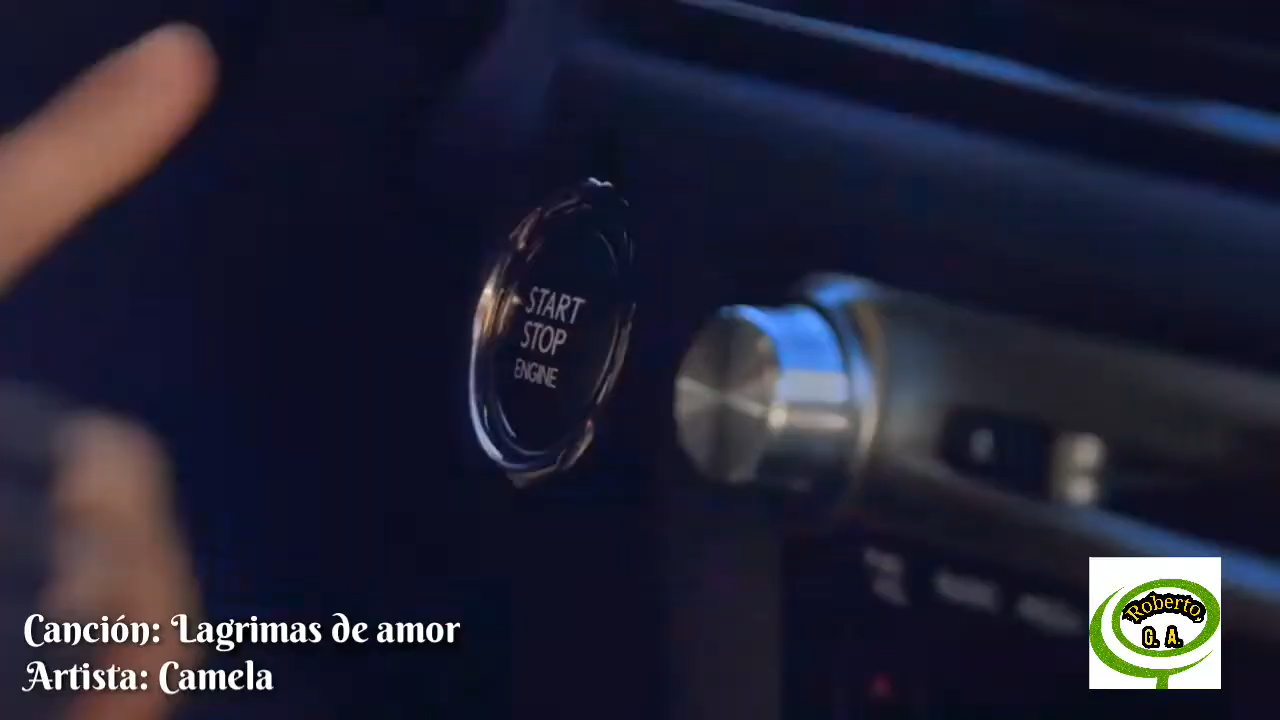 START
STOP
ENGINE
Canción: Lagrimas de amor
Artista: Camela
Roberto,
G. A.